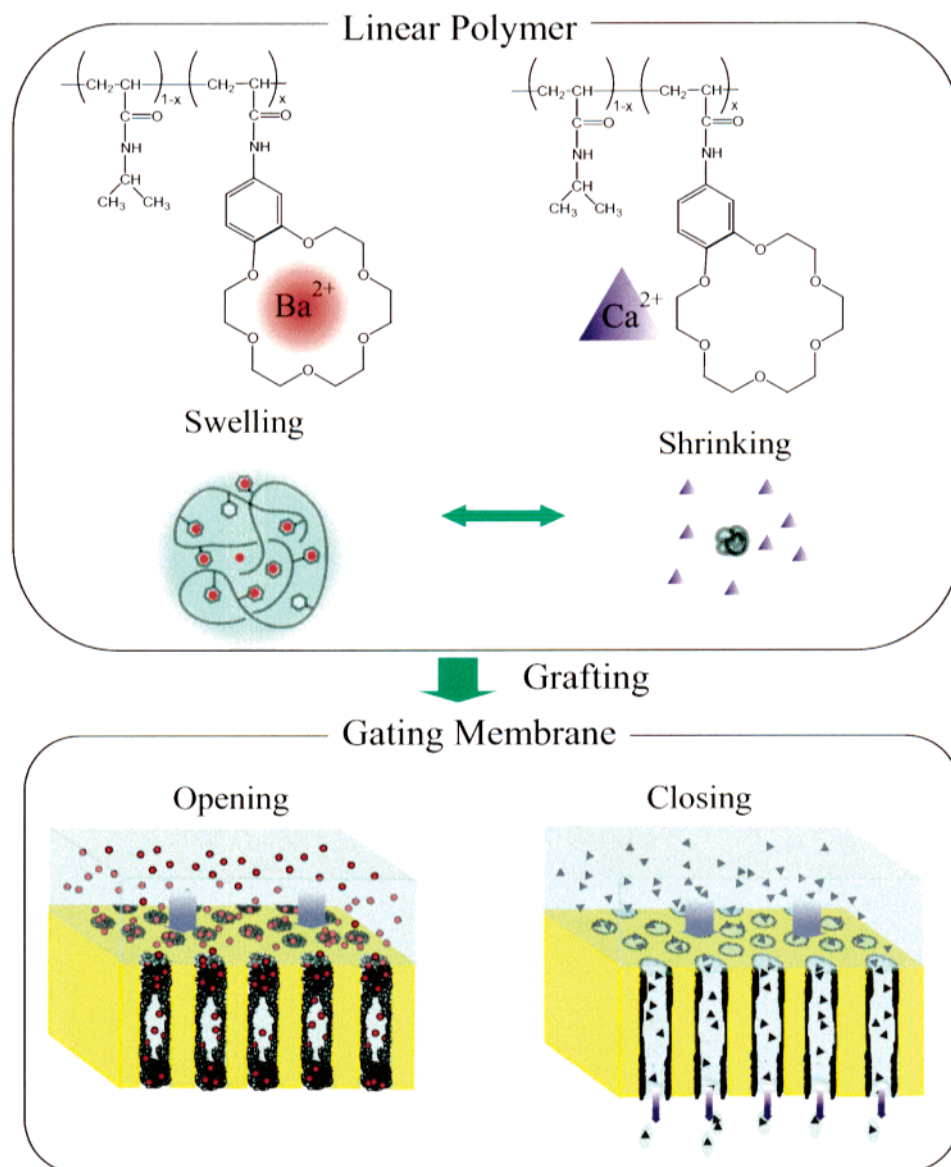 Linear Polymer
CH₂-CH CH₂-CH CH₂-CH CH₂-CH
1-x x 1-x x
C=O C=O C=O C=O
NH NH NH NH
CH CH
CH₃ CH₃ CH₃ CH₃
O O
O O O O
Ba²⁺ Ca²⁺
O O O O
O O
Swelling
Shrinking
Grafting
Gating Membrane
Opening Closing